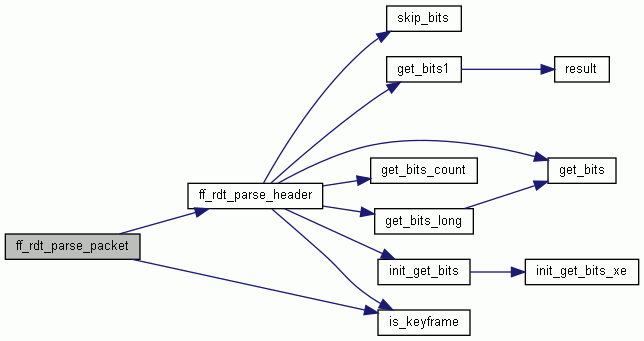 skip_bits
get_bits1
result
get_bits_count
get_bits
ff_rdt_parse_header
get_bits_long
ff_rdt_parse_packet
init_get_bits
init_get_bits_xe
is_keyframe